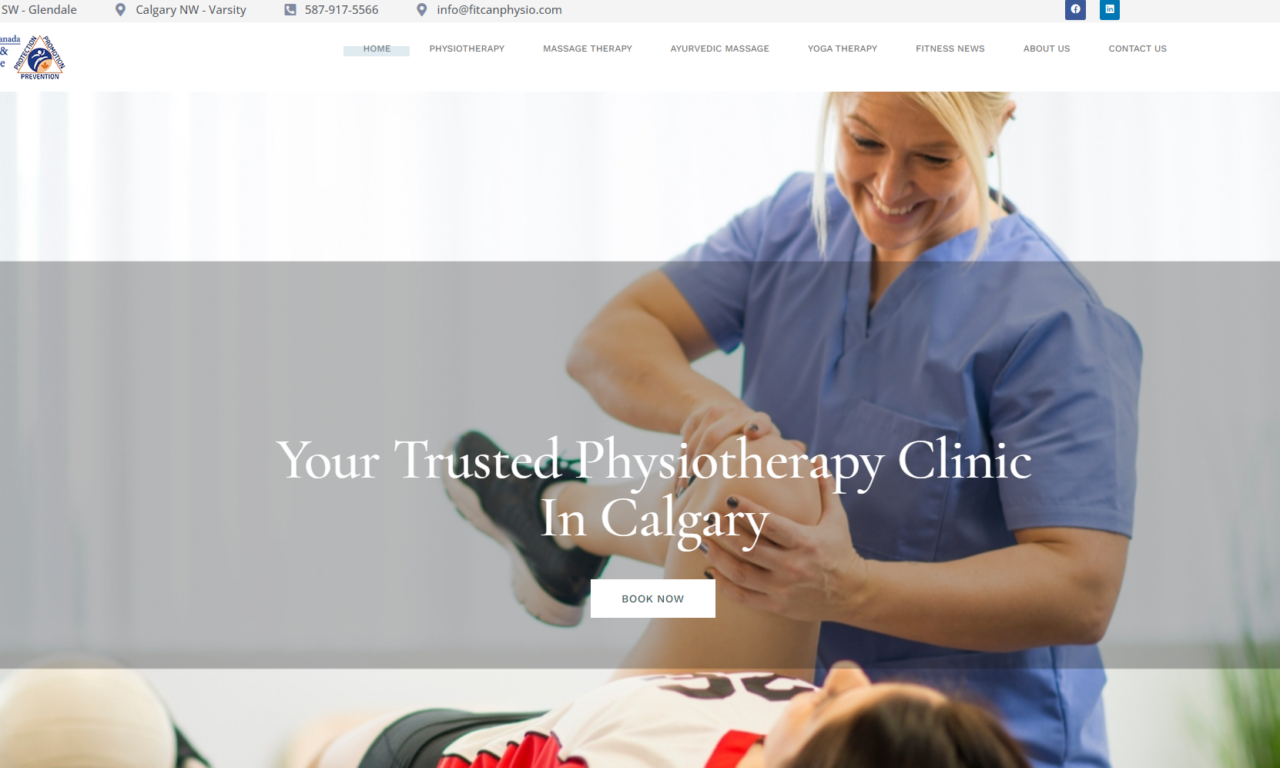 SW - Glendale
Calgary NW - Varsity
587-917-5566
info@fitcanphysio.com
anada
&
e
PROTECTION
PROMOTION
PREVENTION
HOME
PHYSIOTHERAPY
MASSAGE THERAPY
AYURVEDIC MASSAGE
YOGA THERAPY
FITNESS NEWS
ABOUT US
CONTACT US
Your Trusted Physiotherapy Clinic
In Calgary
BOOK NOW